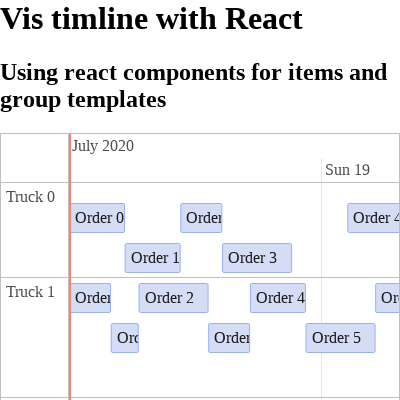 Vis timline with React
Using react components for items and
group templates
July 2020
Sun 19
Truck 0
Order 0
Order
Order 4
Order 1
Order 3
Truck 1
Order
Order 2
Order 4
Or
Or
Order
Order 5